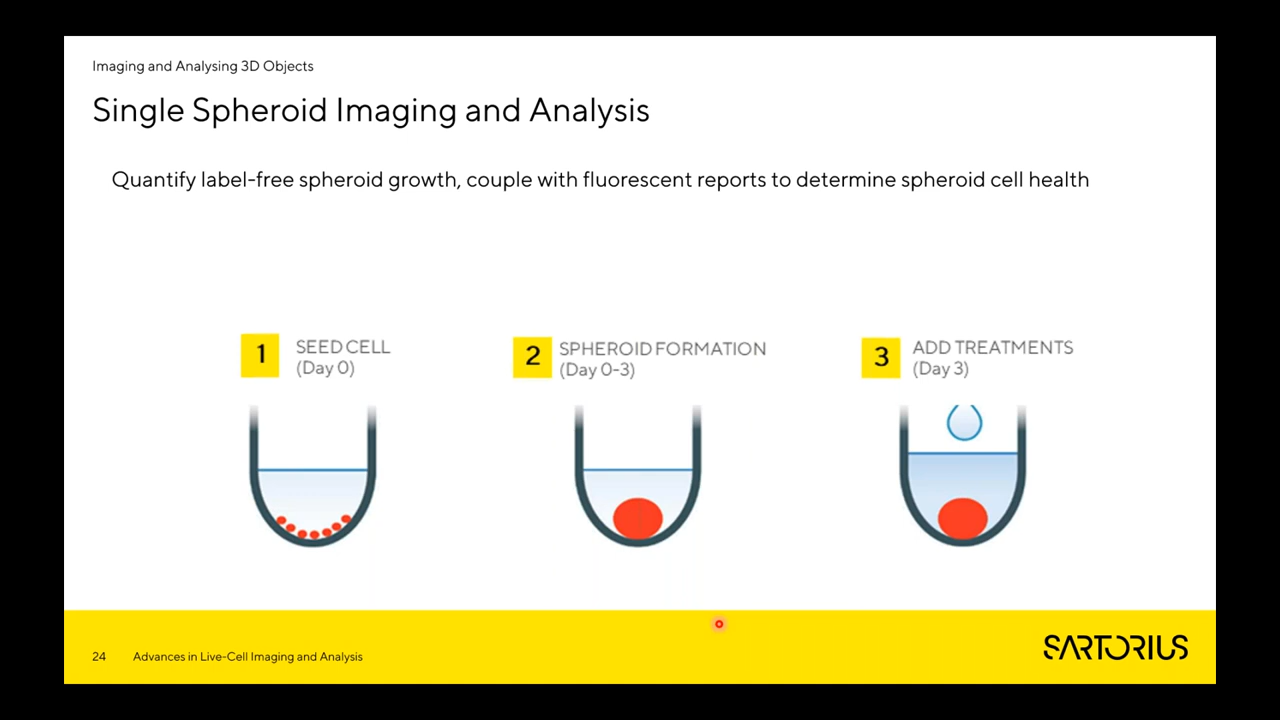 Imaging and Analysing 3D Objects
Single Spheroid Imaging and Analysis
Quantify label-free spheroid growth, couple with fluorescent reports to determine spheroid cell health
1
SEED CELL
(Day 0)
2
SPHEROID FORMATION
(Day 0-3)
3
ADD TREATMENTS
(Day 3)
24
Advances in Live-Cell Imaging and Analysis
SARTORIUS